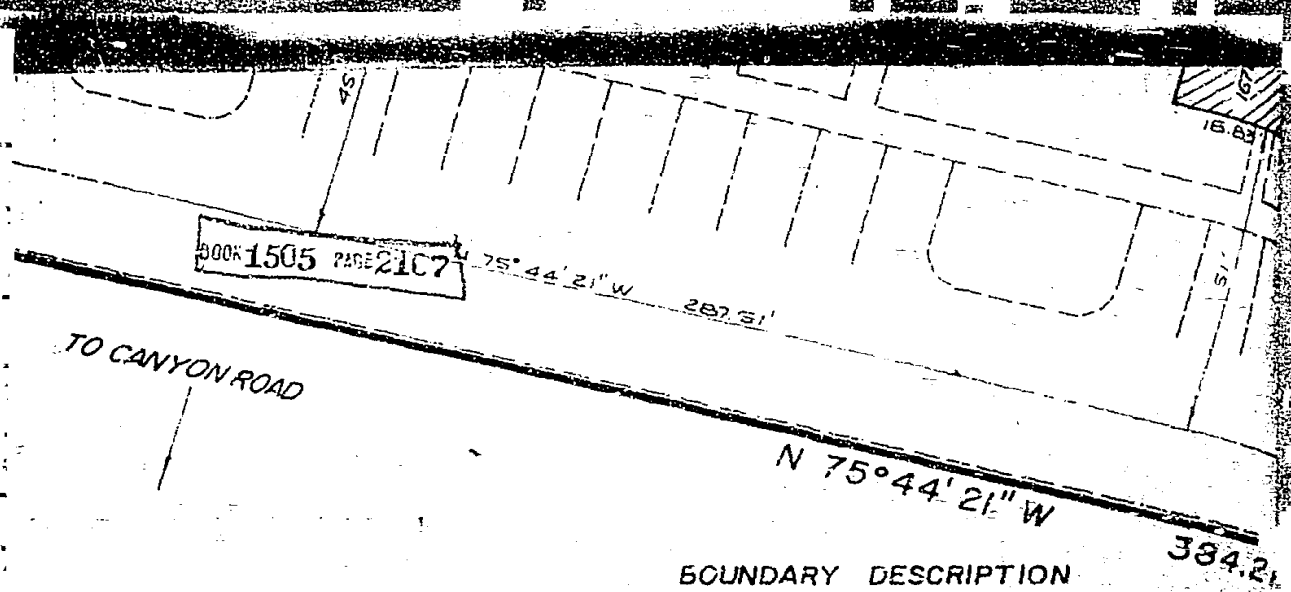 45
167
18.83'
BOOK 1505 PAGE 2107
N 75° 44' 21" W 287.51'
51'
TO CANYON ROAD
N 75° 44' 21" W
384.21
BOUNDARY DESCRIPTION